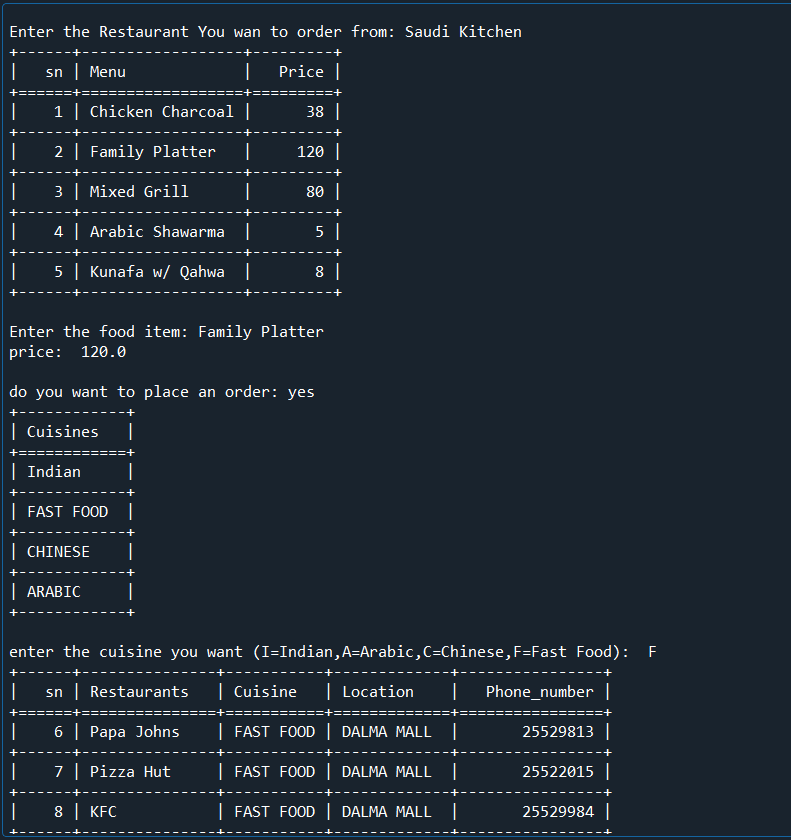 Enter the Restaurant You wan to order from: Saudi Kitchen
+------+------------------+---------+
|   sn | Menu             |   Price |
+======+==================+=========+
|    1 | Chicken Charcoal |      38 |
+------+------------------+---------+
|    2 | Family Platter   |     120 |
+------+------------------+---------+
|    3 | Mixed Grill      |      80 |
+------+------------------+---------+
|    4 | Arabic Shawarma  |       5 |
+------+------------------+---------+
|    5 | Kunafa w/ Qahwa  |       8 |
+------+------------------+---------+
Enter the food item: Family Platter
price:  120.0
do you want to place an order: yes
+------------+
| Cuisines   |
+============+
| Indian     |
+------------+
| FAST FOOD  |
+------------+
| CHINESE    |
+------------+
| ARABIC     |
+------------+
enter the cuisine you want (I=Indian,A=Arabic,C=Chinese,F=Fast Food):  F
+------+---------------+-----------+-------------+----------------+
|   sn | Restaurants   | Cuisine   | Location    |   Phone_number |
+======+===============+===========+=============+================+
|    6 | Papa Johns    | FAST FOOD | DALMA MALL  |       25529813 |
+------+---------------+-----------+-------------+----------------+
|    7 | Pizza Hut     | FAST FOOD | DALMA MALL  |       25522015 |
+------+---------------+-----------+-------------+----------------+
|    8 | KFC           | FAST FOOD | DALMA MALL  |       25529984 |
+------+---------------+-----------+-------------+----------------+